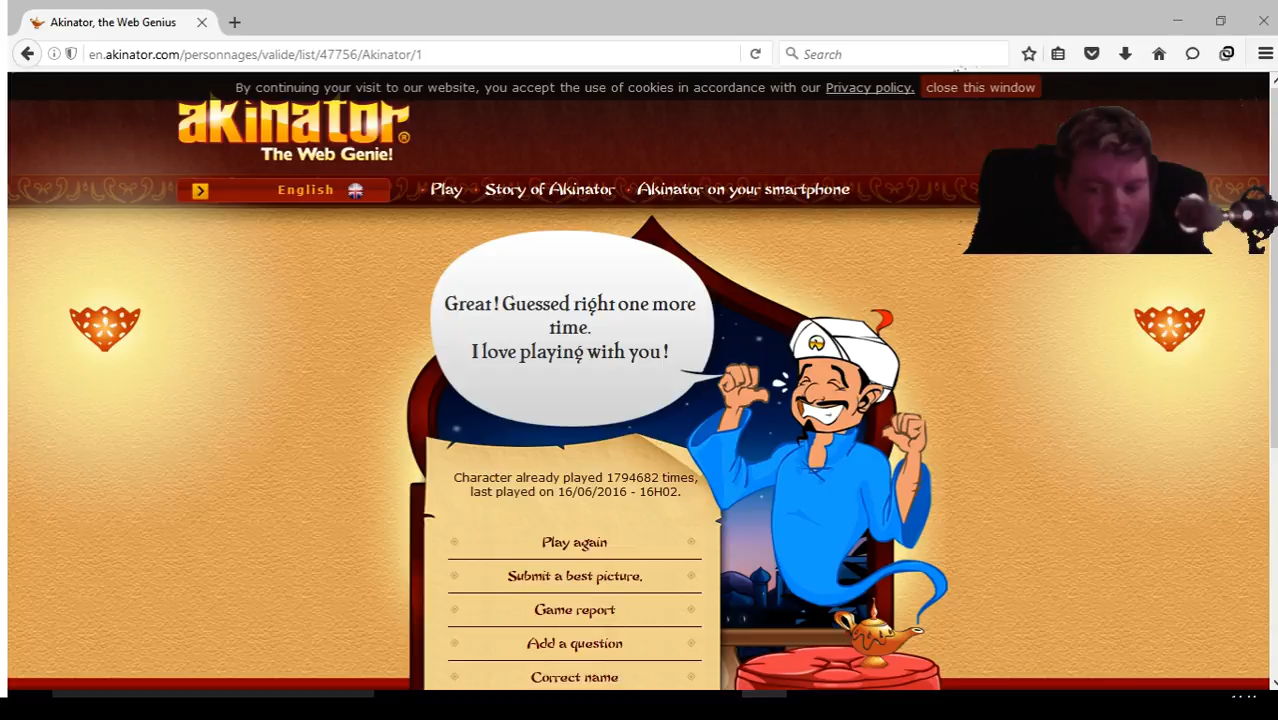 Akinator, the Web Genius
en.akinator.com/personnages/valide/list/47756/Akinator/1
Search
By continuing your visit to our website, you accept the use of cookies in accordance with our Privacy policy. close this window
akinator®
The Web Genie!
English
Play
Story of Akinator
Akinator on your smartphone
Great! Guessed right one more
time.
I love playing with you!
Character already played 1794682 times,
last played on 16/06/2016 - 16H02.
Play again
Submit a best picture.
Game report
Add a question
Correct name